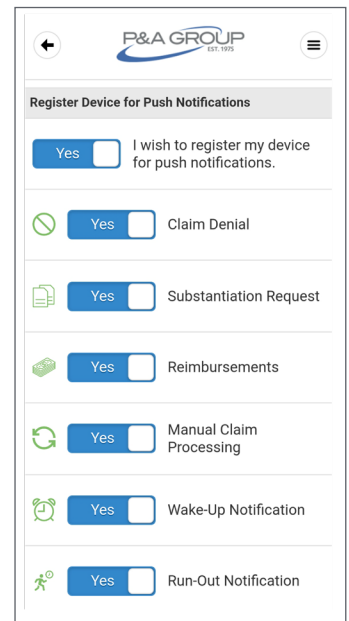 P&A GROUP
EST. 1975
Register Device for Push Notifications
Yes
I wish to register my device
for push notifications.
Yes
Claim Denial
Yes
Substantiation Request
Yes
Reimbursements
Yes
Manual Claim
Processing
Yes
Wake-Up Notification
Yes
Run-Out Notification